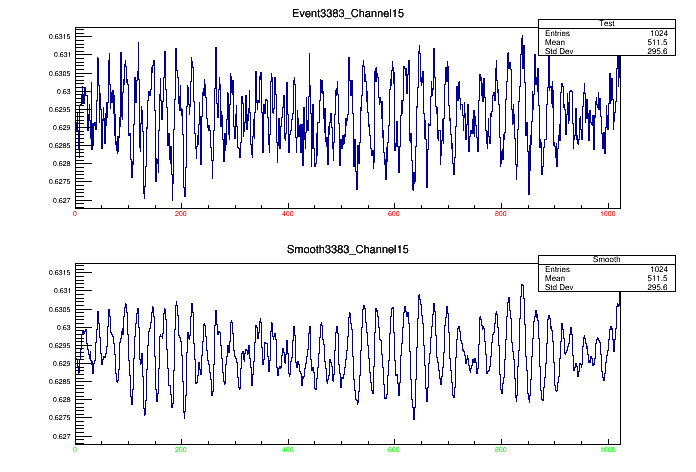 Event3383_Channel15
Test
Entries 1024
Mean 511.5
Std Dev 295.6
0.6315
0.631
0.6305
0.63
0.6295
0.629
0.6285
0.628
0.6275
0.627
0 200 400 600 800 1000
Smooth3383_Channel15
Smooth
Entries 1024
Mean 511.5
Std Dev 295.6
0.6315
0.631
0.6305
0.63
0.6295
0.629
0.6285
0.628
0.6275
0.627
0 200 400 600 800 1000